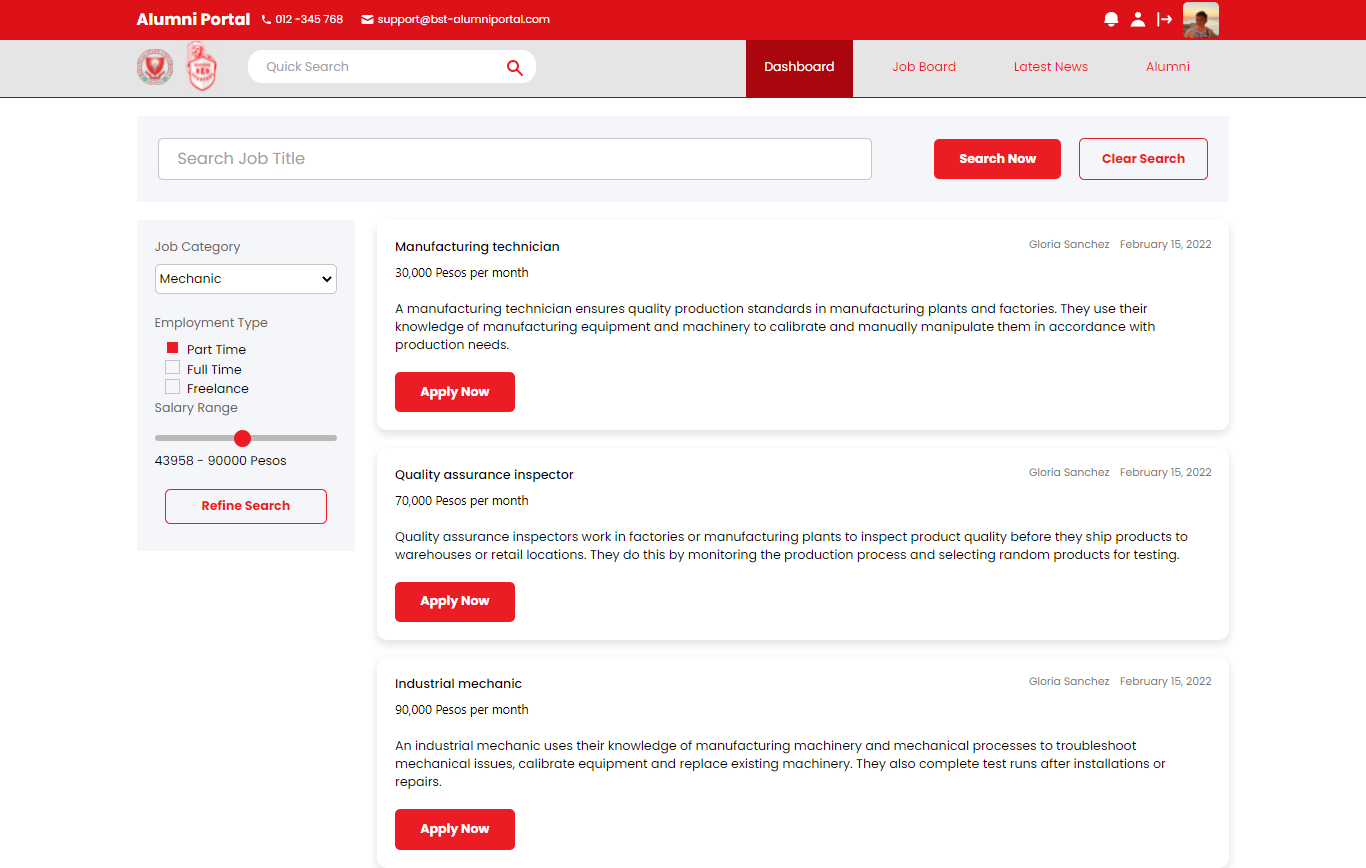 Alumni Portal 012 -345 768 support@bst-alumniportal.com
Quick Search Dashboard Job Board Latest News Alumni
Search Job Title Search Now Clear Search
Job Category
Mechanic
Employment Type
Part Time
Full Time
Freelance
Salary Range
43958 - 90000 Pesos
Refine Search
Manufacturing technician Gloria Sanchez February 15, 2022
30,000 Pesos per month
A manufacturing technician ensures quality production standards in manufacturing plants and factories. They use their
knowledge of manufacturing equipment and machinery to calibrate and manually manipulate them in accordance with
production needs.
Apply Now
Quality assurance inspector Gloria Sanchez February 15, 2022
70,000 Pesos per month
Quality assurance inspectors work in factories or manufacturing plants to inspect product quality before they ship products to
warehouses or retail locations. They do this by monitoring the production process and selecting random products for testing.
Apply Now
Industrial mechanic Gloria Sanchez February 15, 2022
90,000 Pesos per month
An industrial mechanic uses their knowledge of manufacturing machinery and mechanical processes to troubleshoot
mechanical issues, calibrate equipment and replace existing machinery. They also complete test runs after installations or
repairs.
Apply Now